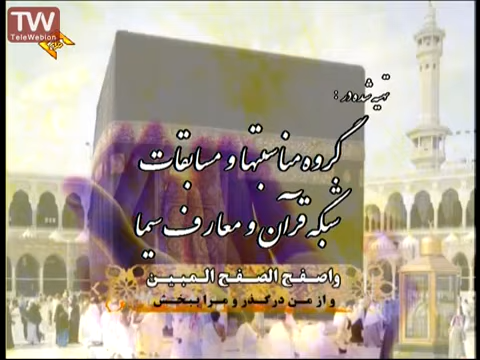 TW
TeleWebion
تهیه شده در :
گروه مناسبتها و مسابقات
شبکه قرآن و معارف سیما
واصفح الصفح المبین
و از من درگذر و مرا ببخش